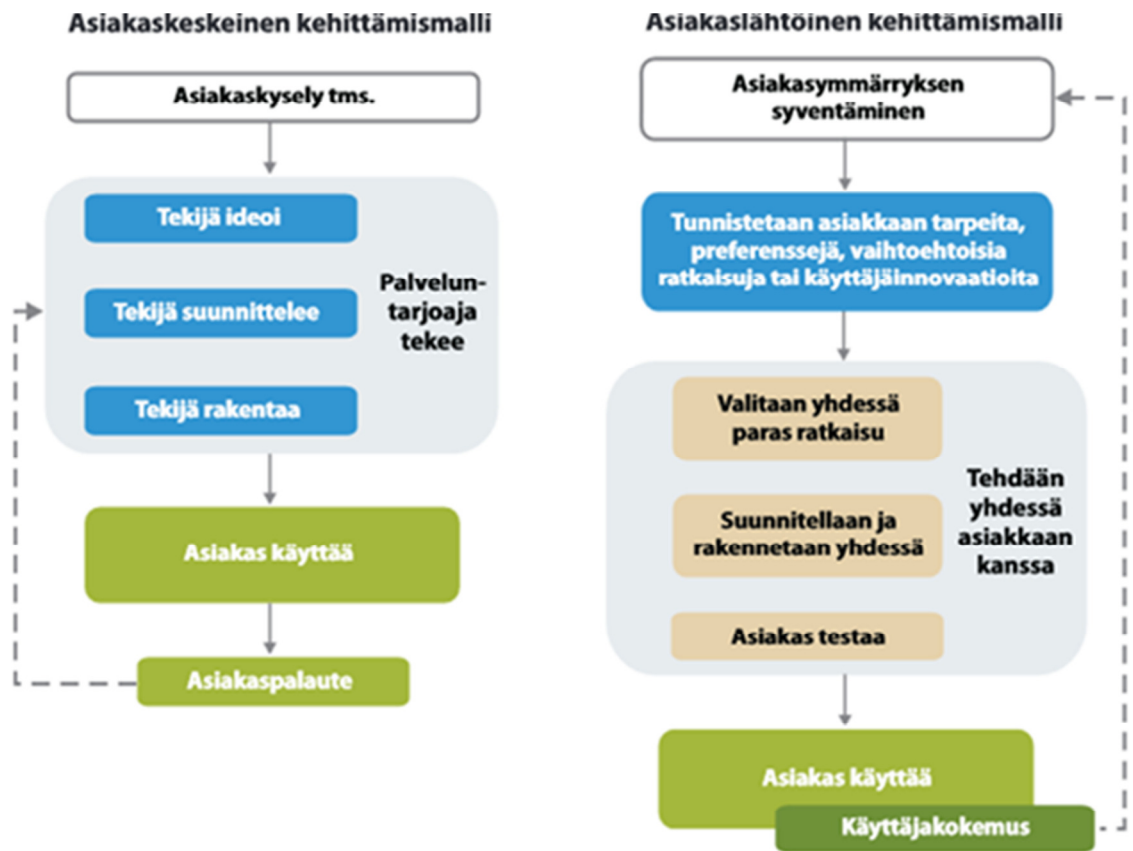 Asiakaskeskeinen kehittämismalli
Asiakaskysely tms.
Tekijä ideoi
Tekijä suunnittelee
Tekijä rakentaa
Palvelun-
tarjoaja
tekee
Asiakas käyttää
Asiakaspalaute
Asiakaslähtöinen kehittämismalli
Asiakasymmärryksen
syventäminen
Tunnistetaan asiakkaan tarpeita,
preferenssejä, vaihtoehtoisia
ratkaisuja tai käyttäjäinnovaatioita
Valitaan yhdessä
paras ratkaisu
Suunnitellaan ja
rakennetaan yhdessä
Asiakas testaa
Tehdään
yhdessä
asiakkaan
kanssa
Asiakas käyttää
Käyttäjakokemus